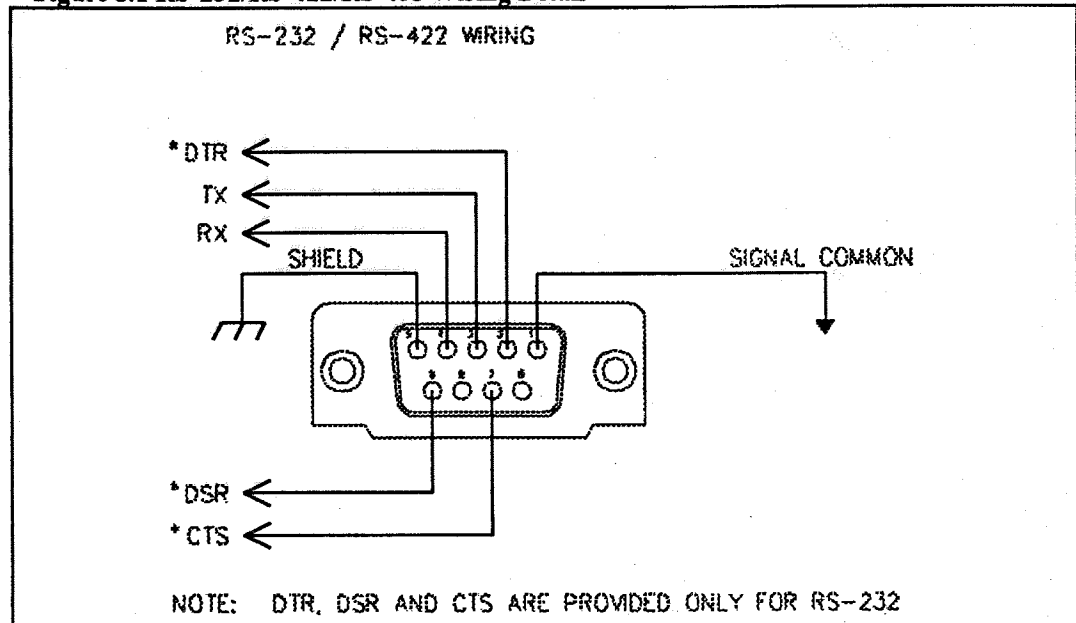 RS-232 / RS-422 WIRING
*DTR
TX
RX
SHIELD
SIGNAL COMMON
*DSR
*CTS
NOTE: DTR, DSR AND CTS ARE PROVIDED ONLY FOR RS-232